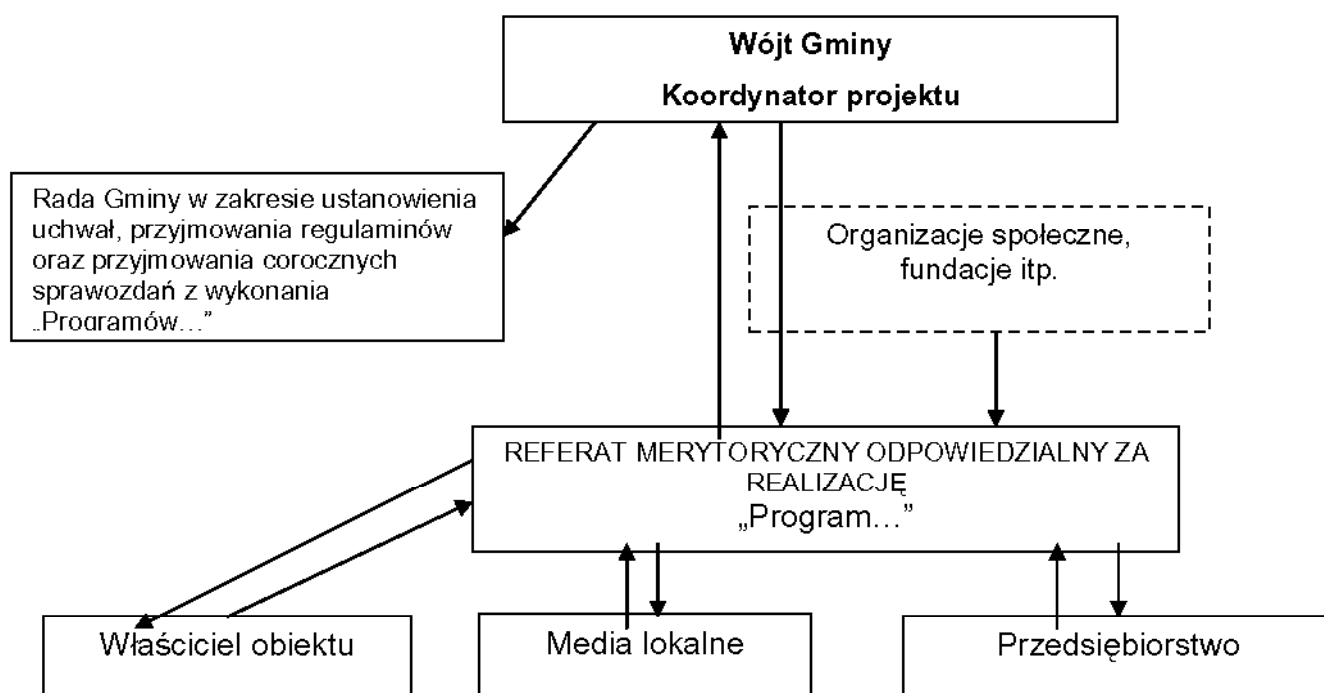 Wójt Gminy
Koordynator projektu
Rada Gminy w zakresie ustanowienia
uchwał, przyjmowania regulaminów
oraz przyjmowania corocznych
sprawozdań z wykonania
„Programów…”
Organizacje społeczne,
fundacje itp.
REFERAT MERYTORYCZNY ODPOWIEDZIALNY ZA
REALIZACJĘ
„Program…”
Właściciel obiektu
Media lokalne
Przedsiębiorstwo